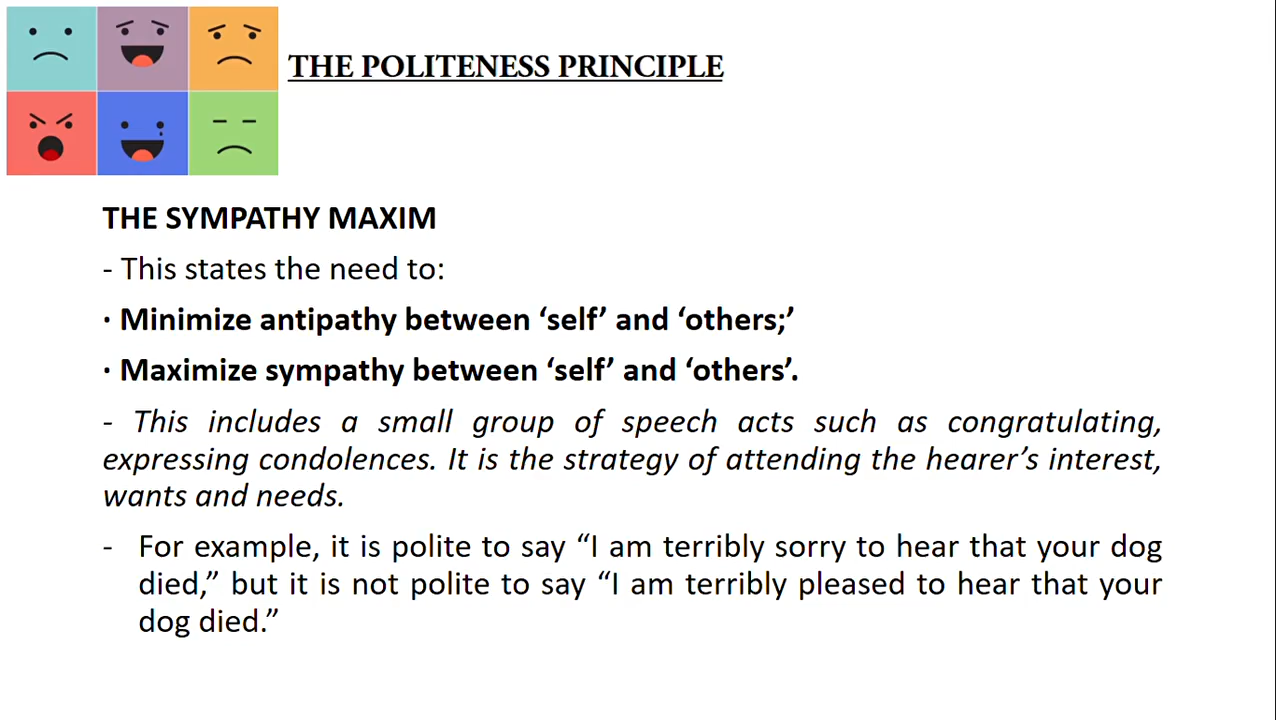 THE POLITENESS PRINCIPLE
THE SYMPATHY MAXIM
- This states the need to:
· Minimize antipathy between ‘self’ and ‘others;’
· Maximize sympathy between ‘self’ and ‘others’.
- This includes a small group of speech acts such as congratulating,
expressing condolences. It is the strategy of attending the hearer’s interest,
wants and needs.
- For example, it is polite to say “I am terribly sorry to hear that your dog
died,” but it is not polite to say “I am terribly pleased to hear that your
dog died.”